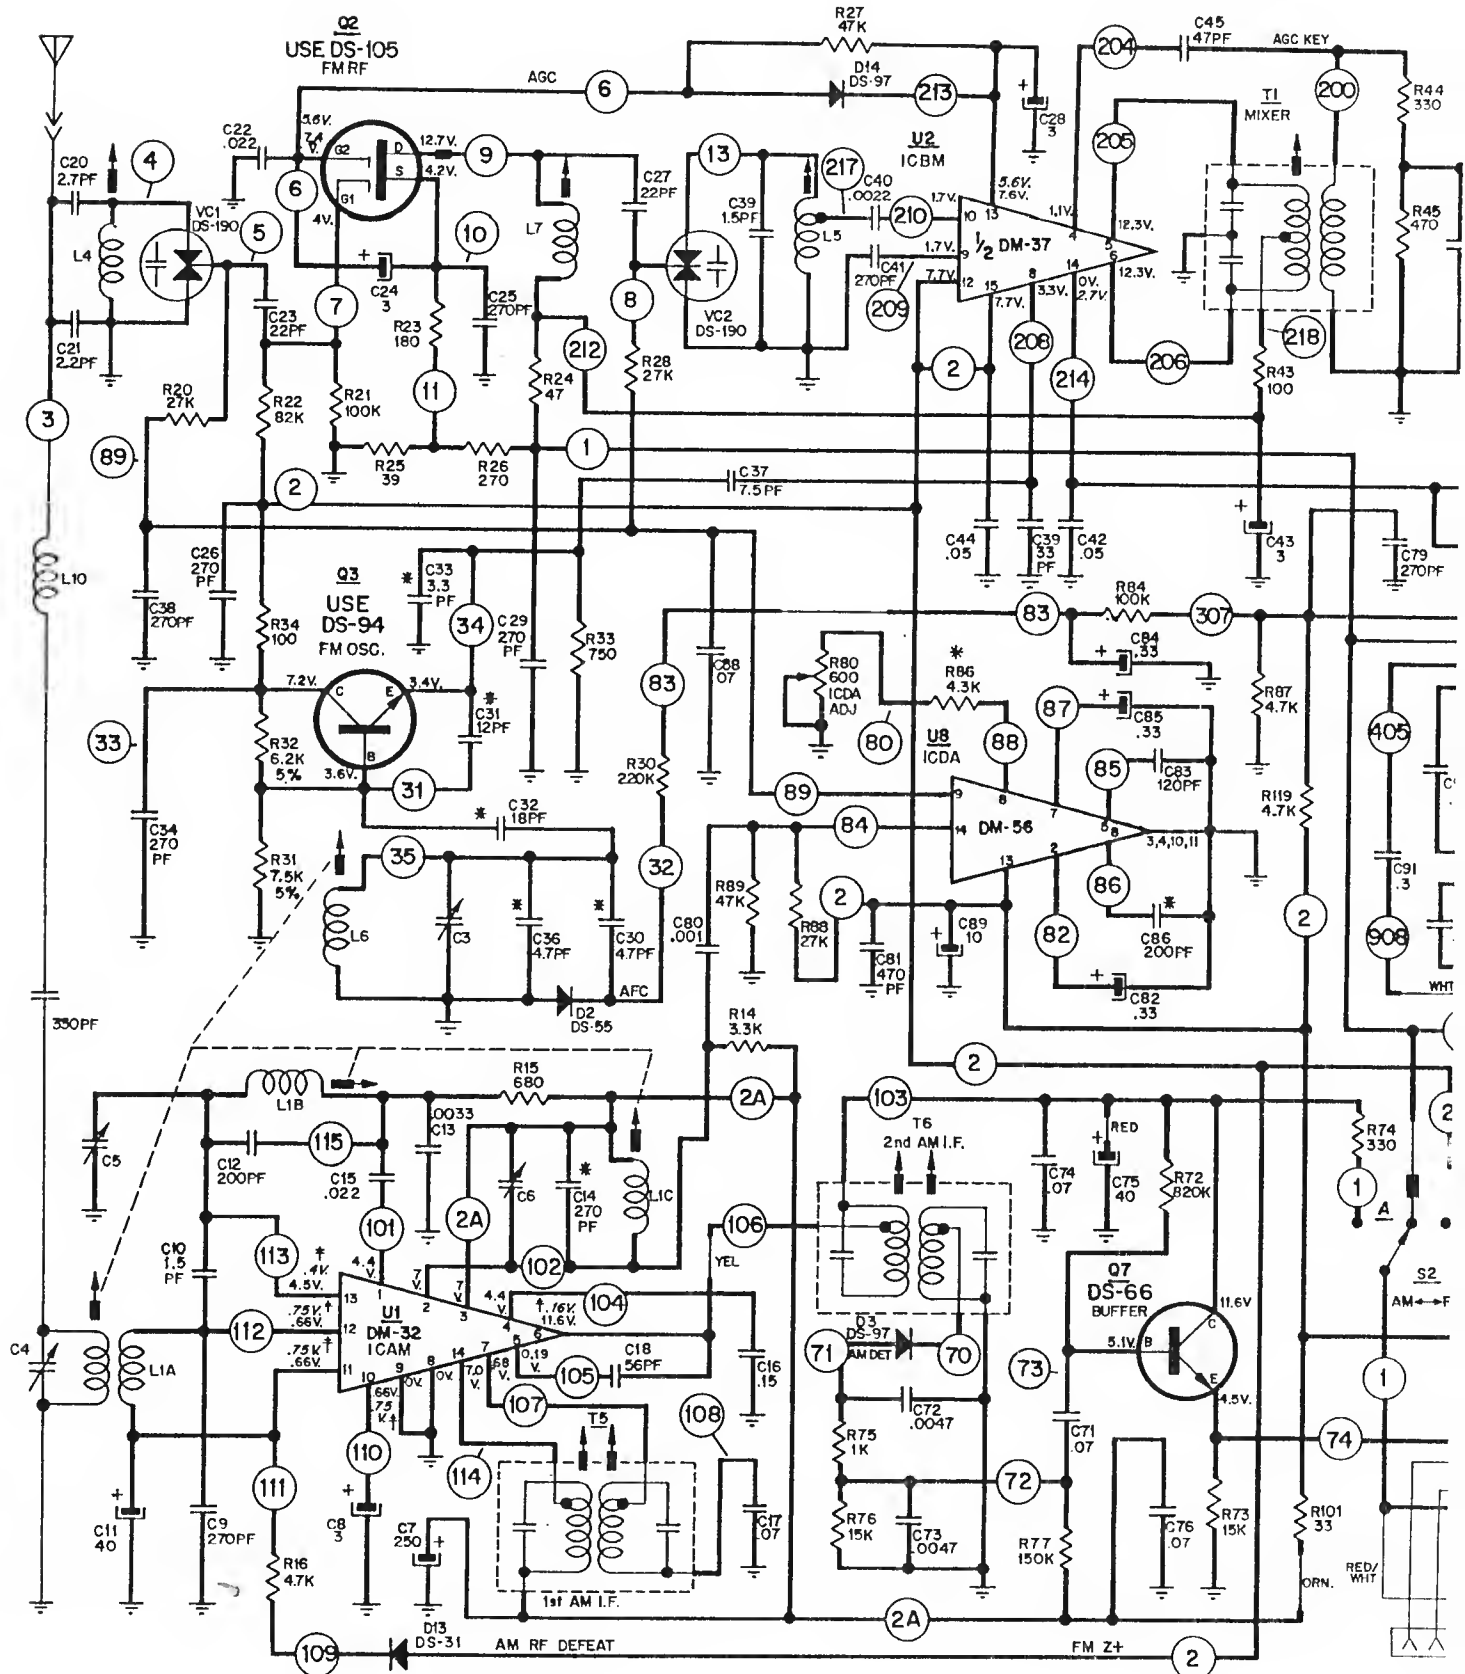 Q2
USE DS-105
FM RF
AGC
6
R27
47K
D14
DS-97
213
C28
3
204
C45
47PF
AGC KEY
200
R44
330
T1
MIXER
205
C22
.022
5.6V.
G2
D
S
G1
12.7V.
4.2V.
4V.
9
C20
2.7PF
4
VC1
DS-190
5
L4
6
C24
3
7
10
C23
22PF
C25
270PF
R23
180
L7
C27
22PF
13
C39
1.5PF
217
C40
.0022
210
L5
C41
270PF
209
U2
ICBM
1/2 DM-37
1.7V.
10
1.7V.
9
7.7V.
12
5.6V.
7.6V.
13
1.1V.
4
12.3V.
5
6
12.3V.
15
7.7V.
8
3.3V.
14
0V.
2.7V.
R45
470
C21
2.2PF
8
VC2
DS-190
212
R28
27K
2
208
214
206
218
R43
100
3
R20
27K
R22
82K
R21
100K
11
R24
47
89
R25
39
R26
270
1
2
C37
7.5PF
C44
.05
C39
33
PF
C42
.05
C43
3
C79
270PF
L10
C38
270PF
C26
270
PF
Q3
USE
DS-94
FM OSC.
* C33
3.3
PF
34
C29
270
PF
R33
750
C88
.07
R34
100
7.2V.
C
E
3.4V.
B
3.6V.
* C31
12PF
83
83
R84
100K
307
C84
.33
R80
600
ICDA
ADJ
80
* R86
4.3K
88
87
C85
.33
R87
4.7K
85
C83
120PF
405
33
R32
6.2K
5%
31
R30
220K
U8
ICDA
DM-56
89
9
84
14
8
7
6
8
3,4,10,11
13
2
R119
4.7K
C34
270
PF
R31
7.5K
5%
* C32
18PF
35
L6
C3
* C36
4.7PF
* C30
4.7PF
32
C80
.001
R89
47K
R88
27K
2
C81
470
PF
C89
10
82
86
* C86
200PF
C82
.33
2
C91
.3
908
WHT
D2
DS-55
AFC
330PF
R14
3.3K
2
L1B
R15
680
2A
103
T6
2nd AM I.F.
RED
R74
330
1
C5
C12
200PF
115
C15
.022
.0033
C13
C6
* C14
270
PF
L1C
C74
.07
C75
40
R72
820K
A
S2
AM↔F
2A
101
113
C10
1.5
PF
102
106
YEL
104
Q7
DS-66
BUFFER
11.6V
C
5.1V.
B
E
4.5V.
U1
DM-32
ICAM
4.5V.
13
4.4
V.
1
7
V.
2
7
V.
3
4.4
V.
4
.16V.
11.6V.
6
.75V.
.66V.
12
.66V.
11
10
.66V.
.75
V.
9
0V.
8
0V.
14
7.0
V.
7
.68
V.
5
0.19
V.
112
C4
L1A
C18
56PF
105
107
C16
.15
D3
DS-97
AM DET
71
70
73
1
C72
.0047
R75
1K
C71
.07
74
T5
108
110
111
114
72
C11
40
C9
270PF
C8
3
C7
250
C17
.07
R76
15K
C73
.0047
R77
150K
C76
.07
R73
15K
R101
33
R16
4.7K
ORN.
RED/
WHT
1st AM I.F.
2A
109
D13
DS-31
AM RF DEFEAT
FM Z+
2